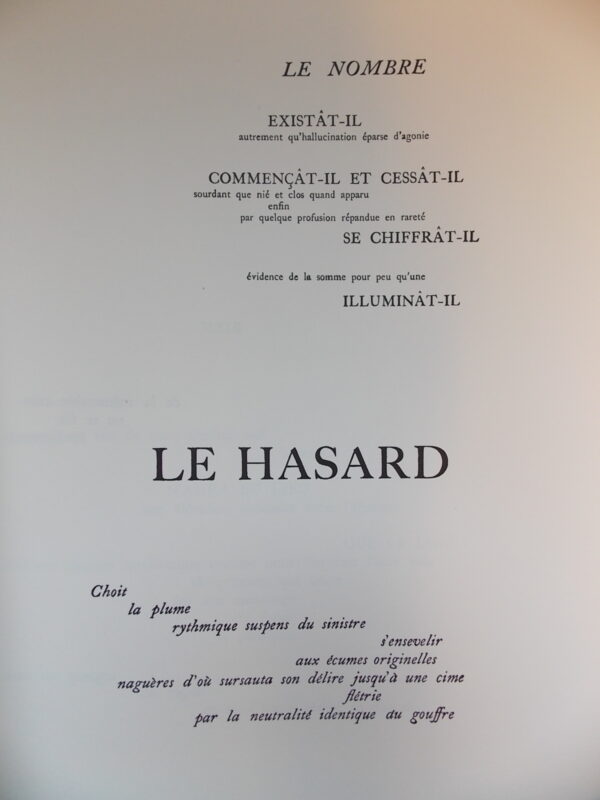 LE NOMBRE
EXISTÂT-IL
autrement qu'hallucination éparse d'agonie
COMMENÇÂT-IL ET CESSÂT-IL
sourdant que nié et clos quand apparu
enfin
par quelque profusion répandue en rareté
SE CHIFFRÂT-IL
évidence de la somme pour peu qu'une
ILLUMINÂT-IL
LE HASARD
Choit
la plume
rythmique suspens du sinistre
s'ensevelir
aux écumes originelles
naguères d'où sursauta son délire jusqu'à une cime
flétrie
par la neutralité identique du gouffre